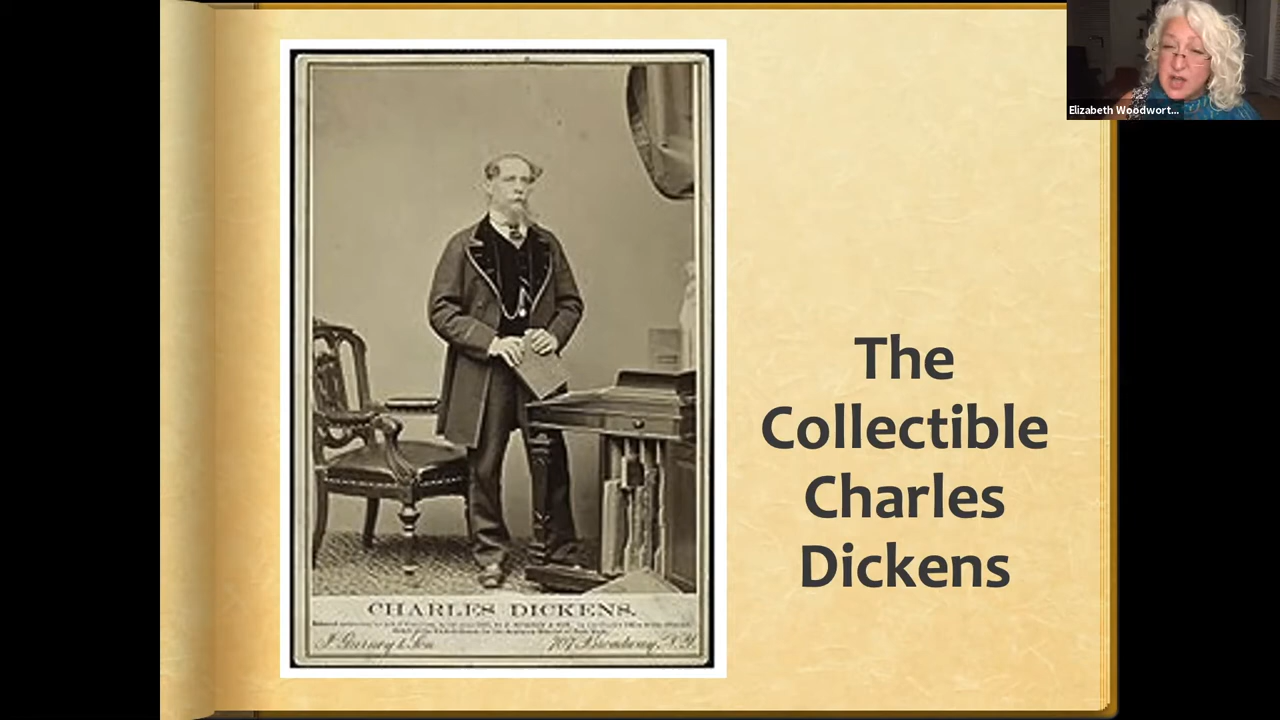 Elizabeth Woodwort...
The
Collectible
Charles
Dickens
CHARLES DICKENS.
J. Gurney & Son
707 Broadway, N.Y.